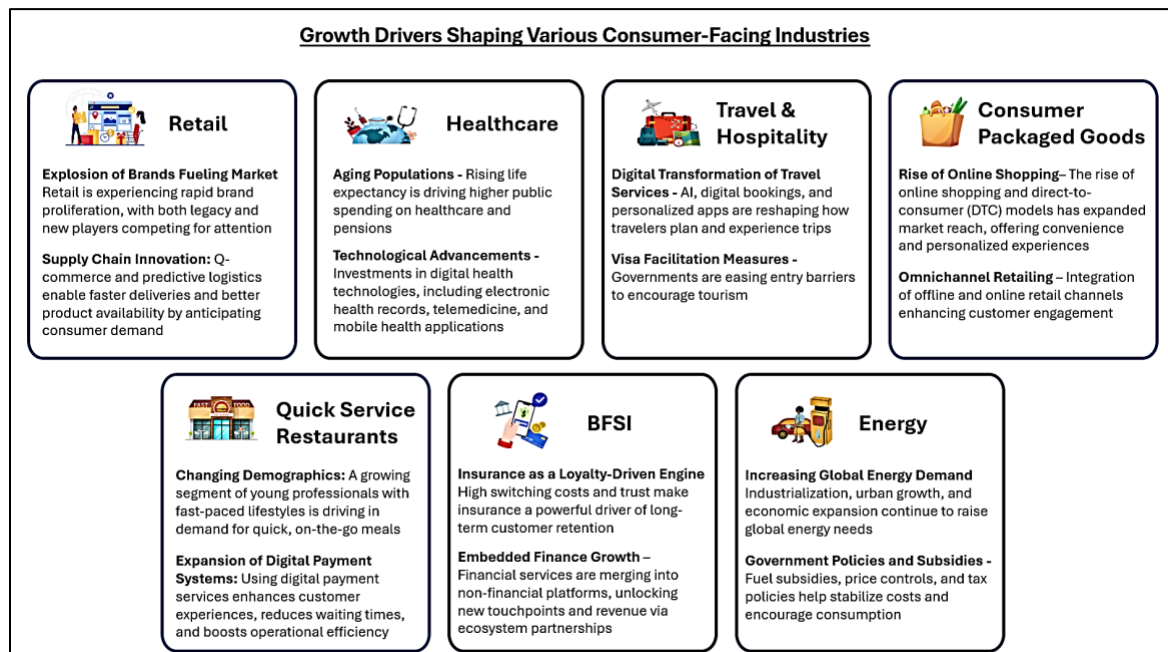 Growth Drivers Shaping Various Consumer-Facing Industries
Retail
Explosion of Brands Fueling Market
Retail is experiencing rapid brand
proliferation, with both legacy and
new players competing for attention
Supply Chain Innovation: Q-
commerce and predictive logistics
enable faster deliveries and better
product availability by anticipating
consumer demand
Healthcare
Aging Populations - Rising life
expectancy is driving higher public
spending on healthcare and
pensions
Technological Advancements -
Investments in digital health
technologies, including electronic
health records, telemedicine, and
mobile health applications
Travel &
Hospitality
Digital Transformation of Travel
Services - AI, digital bookings, and
personalized apps are reshaping how
travelers plan and experience trips
Visa Facilitation Measures -
Governments are easing entry barriers
to encourage tourism
Consumer
Packaged Goods
Rise of Online Shopping– The rise of
online shopping and direct-to-
consumer (DTC) models has expanded
market reach, offering convenience
and personalized experiences
Omnichannel Retailing – Integration
of offline and online retail channels
enhancing customer engagement
FAST FOOD
Quick Service
Restaurants
Changing Demographics: A growing
segment of young professionals with
fast-paced lifestyles is driving in
demand for quick, on-the-go meals
Expansion of Digital Payment
Systems: Using digital payment
services enhances customer
experiences, reduces waiting times,
and boosts operational efficiency
BFSI
Insurance as a Loyalty-Driven Engine
High switching costs and trust make
insurance a powerful driver of long-
term customer retention
Embedded Finance Growth –
Financial services are merging into
non-financial platforms, unlocking
new touchpoints and revenue via
ecosystem partnerships
Energy
Increasing Global Energy Demand
Industrialization, urban growth, and
economic expansion continue to raise
global energy needs
Government Policies and Subsidies -
Fuel subsidies, price controls, and tax
policies help stabilize costs and
encourage consumption